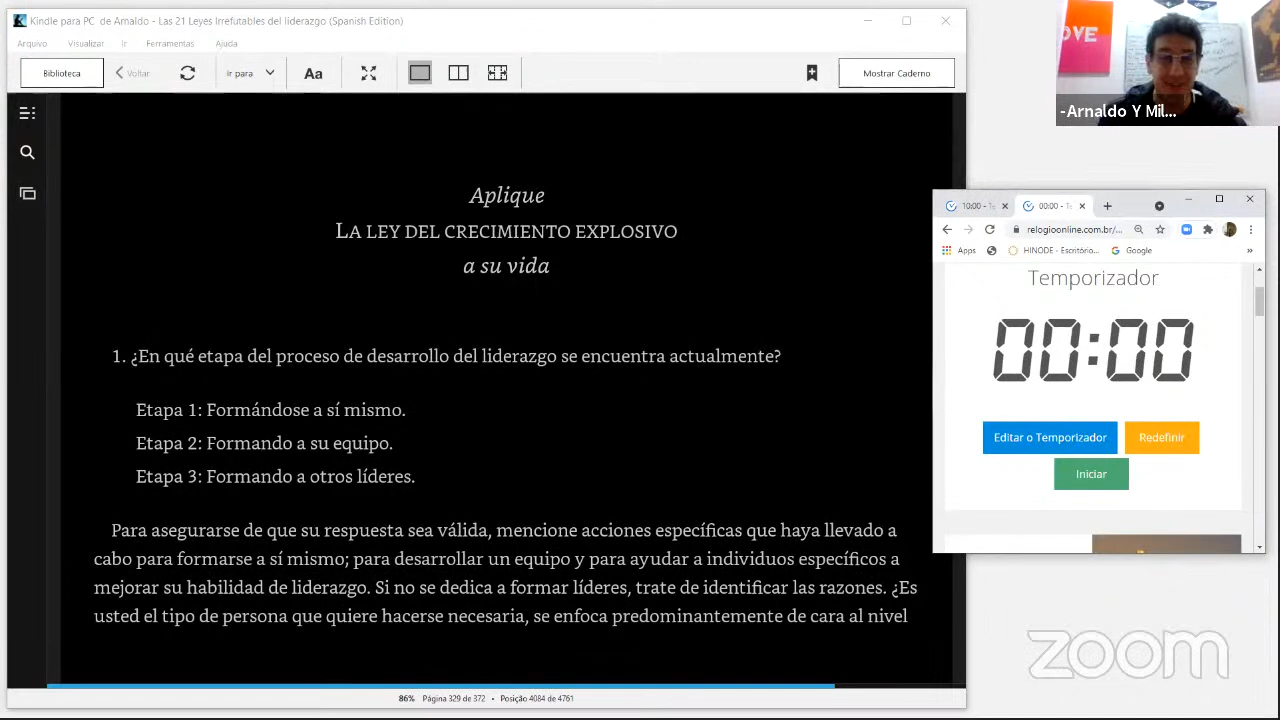 Kindle para PC de Arnaldo - Las 21 Leyes Irrefutables del liderazgo (Spanish Edition)
Arquivo Visualizar Ir Ferramentas Ajuda
Biblioteca Voltar Ir para Aa Mostrar Caderno
Aplique
LA LEY DEL CRECIMIENTO EXPLOSIVO
a su vida
1. ¿En qué etapa del proceso de desarrollo del liderazgo se encuentra actualmente?
Etapa 1: Formándose a sí mismo.
Etapa 2: Formando a su equipo.
Etapa 3: Formando a otros líderes.
Para asegurarse de que su respuesta sea válida, mencione acciones específicas que haya llevado a
cabo para formarse a sí mismo; para desarrollar un equipo y para ayudar a individuos específicos a
mejorar su habilidad de liderazgo. Si no se dedica a formar líderes, trate de identificar las razones. ¿Es
usted el tipo de persona que quiere hacerse necesaria, se enfoca predominantemente de cara al nivel
86% Página 329 de 372 • Posição 4084 de 4761
OVE
-Arnaldo Y Mil...
10:00 - 00:00 -
relogioonline.com.br/...
Apps HINODE - Escritório... Google »
Temporizador
00:00
Editar o Temporizador Redefinir
Iniciar
zoom